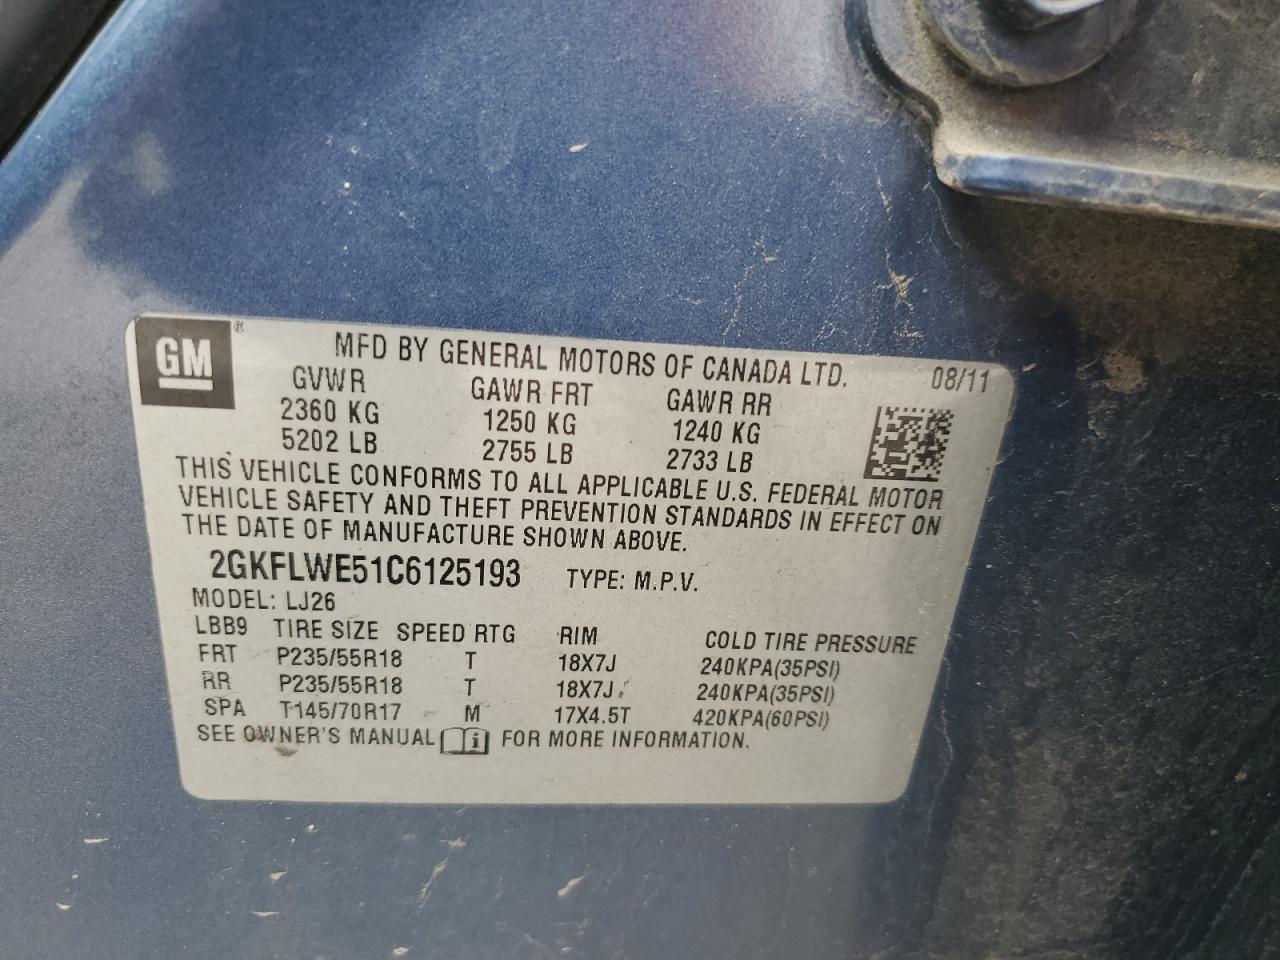 GM ®
MFD BY GENERAL MOTORS OF CANADA LTD. 08/11
GVWR GAWR FRT GAWR RR
2360 KG 1250 KG 1240 KG
5202 LB 2755 LB 2733 LB
THIS VEHICLE CONFORMS TO ALL APPLICABLE U.S. FEDERAL MOTOR
VEHICLE SAFETY AND THEFT PREVENTION STANDARDS IN EFFECT ON
THE DATE OF MANUFACTURE SHOWN ABOVE.
2GKFLWE51C6125193 TYPE: M.P.V.
MODEL: LJ26
LBB9 TIRE SIZE SPEED RTG RIM COLD TIRE PRESSURE
FRT P235/55R18 T 18X7J 240KPA(35PSI)
RR P235/55R18 T 18X7J 240KPA(35PSI)
SPA T145/70R17 M 17X4.5T 420KPA(60PSI)
SEE OWNER'S MANUAL i FOR MORE INFORMATION.